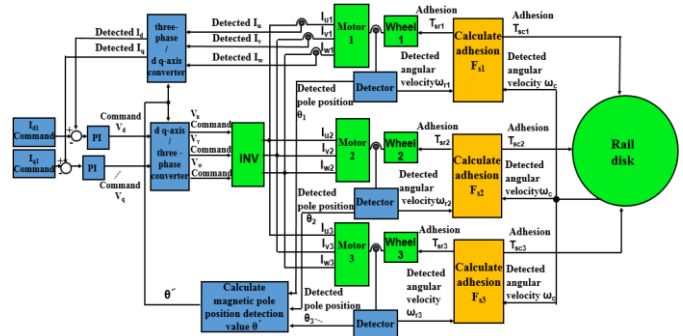 Detected Iu
Detected Id
Detected Iv
Detected Iq
Detected Iw
three-
phase
/
d q-axis
converter
Iu1
Iv1
Iw1
Motor
1
Wheel
1
Adhesion
Tsr1
Calculate
adhesion
Fs1
Adhesion
Tsc1
Detected
pole position
θ1
Detector
Detected
angular
velocity ωr1
Detected
angular
velocity ωc
Command
Vd
Id1
Command
+
-
PI
Iq1
Command
+
-
PI
Command
Vq
d q-axis
/
three -
phase
converter
Vu
Command
Vv
Command
Vw
Command
INV
Iu2
Iv2
Iw2
Motor
2
Wheel
2
Adhesion
Tsr2
Calculate
adhesion
Fs2
Adhesion
Tsc2
Rail
disk
Detected
pole position
θ2
Detector
Detected
angular
velocity ωr2
Detected
angular
velocity ωc
Iu3
Iv3
Iw3
Motor
3
Wheel
3
Adhesion
Tsr3
Calculate
adhesion
Fs3
Adhesion
Tsc3
θ´
Calculate
magnetic pole
position detection
value θ´
Detected
pole position
θ3
Detector
Detected
angular
velocity ωr3
Detected
angular
velocity ωc